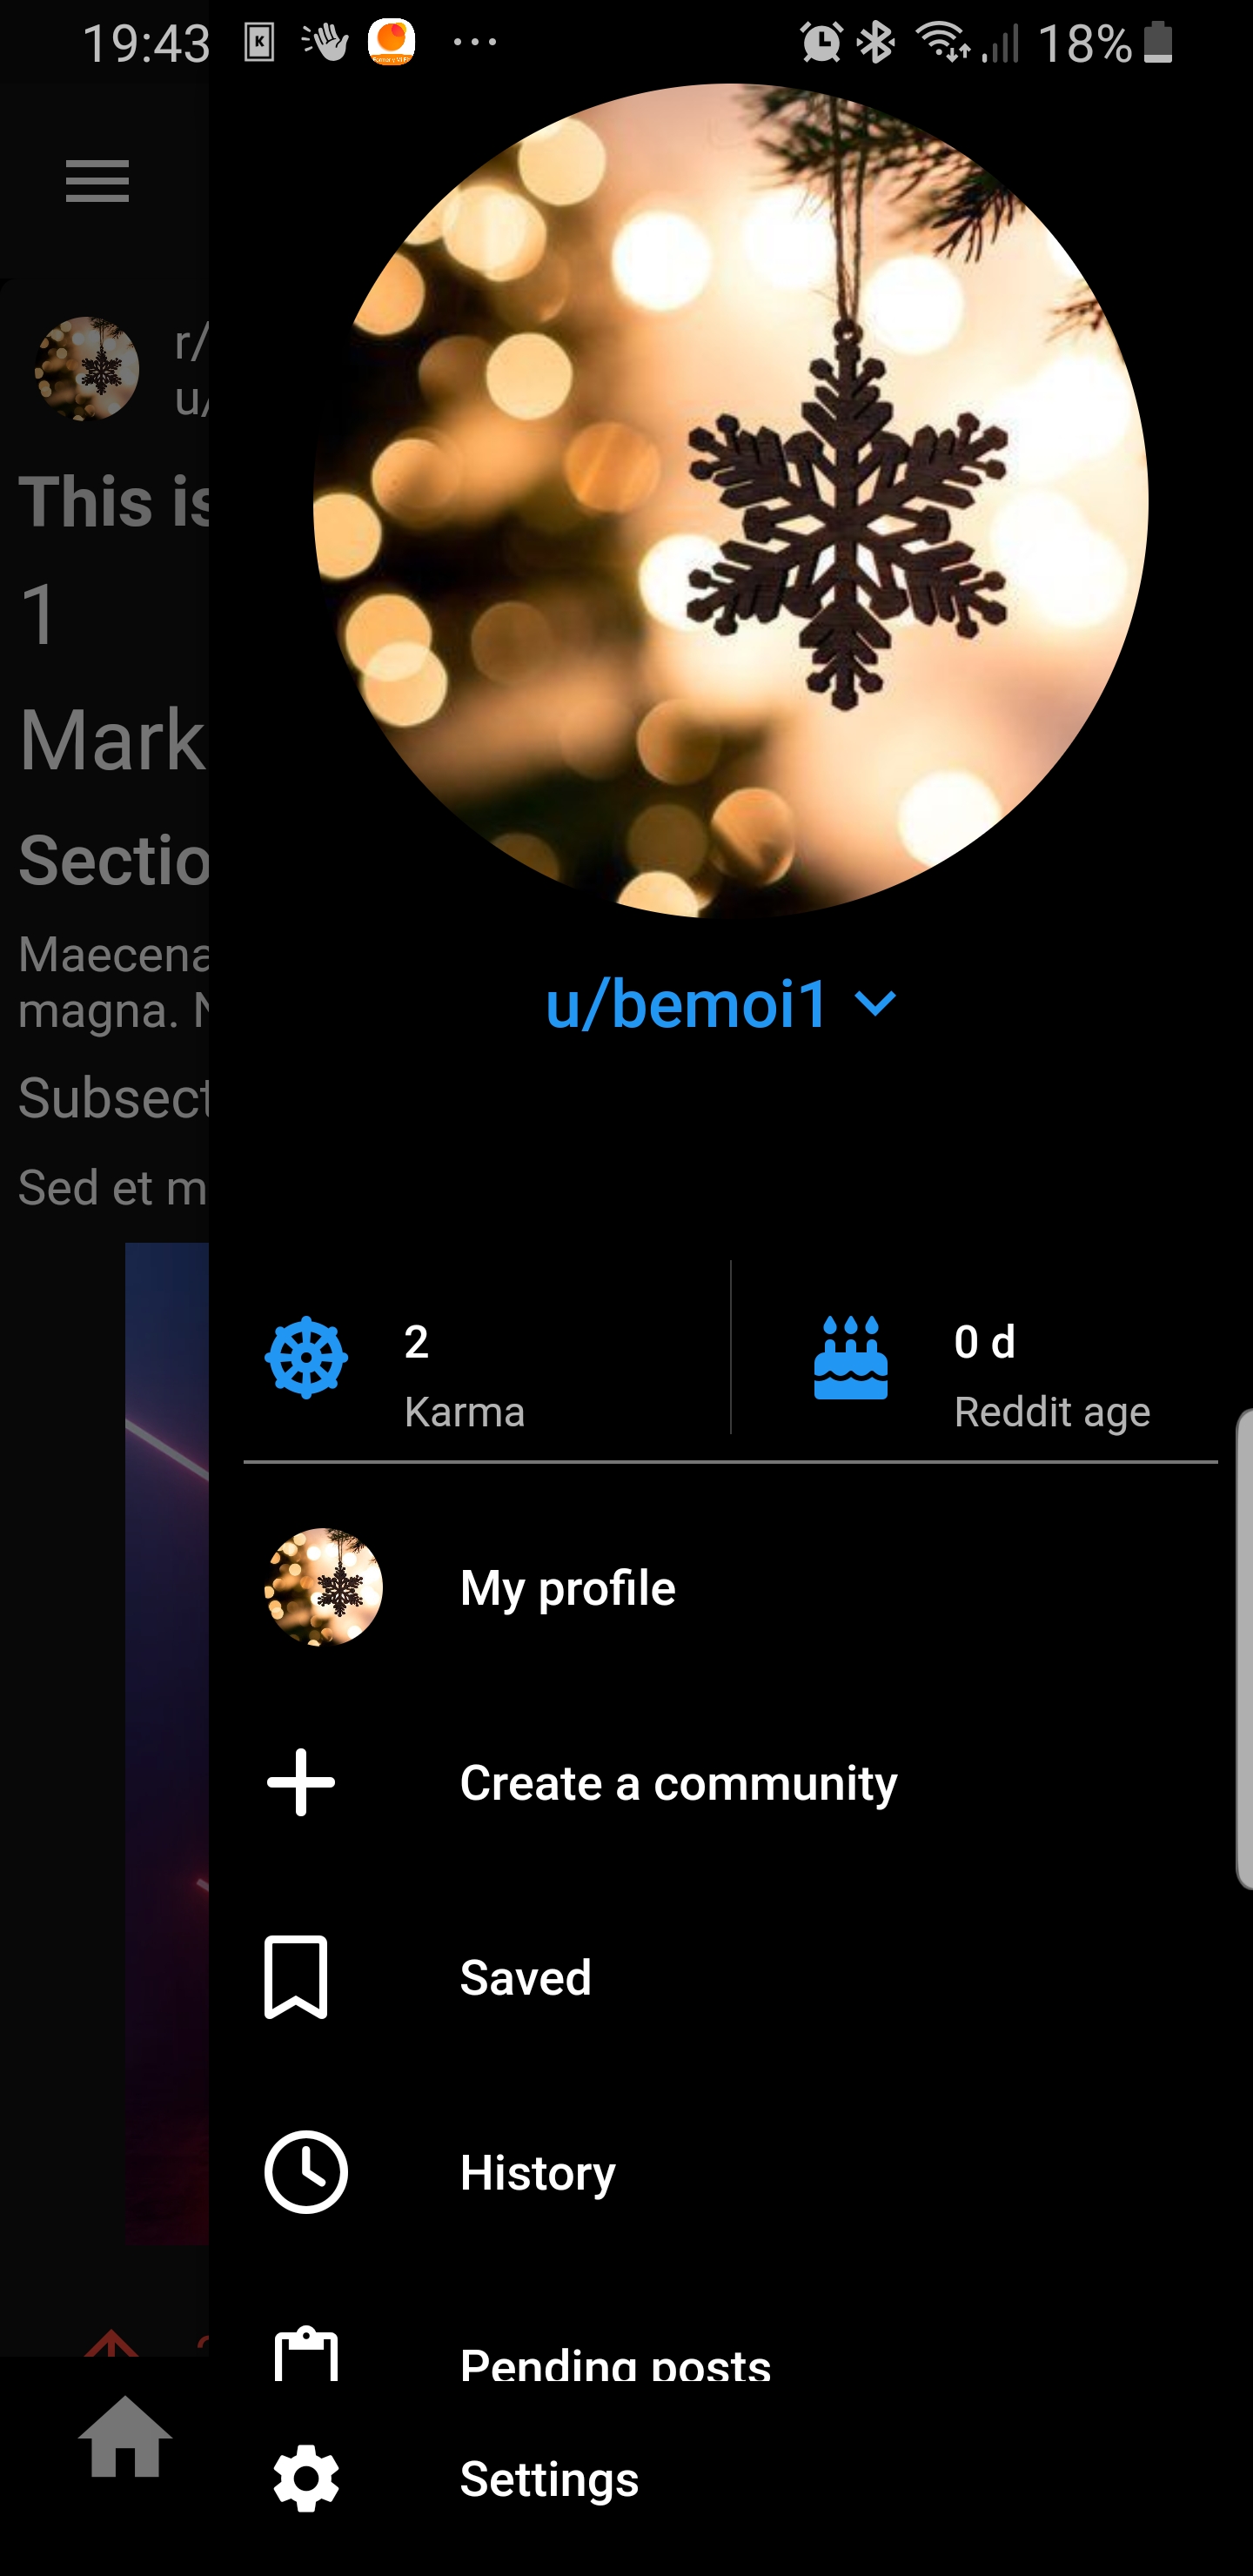 19:43
18%
r/
u/
This is
1
Mark
Sectio
Maecena
magna. N
Subsect
Sed et m
u/bemoi1
2
Karma
0 d
Reddit age
My profile
Create a community
Saved
History
Pending posts
Settings